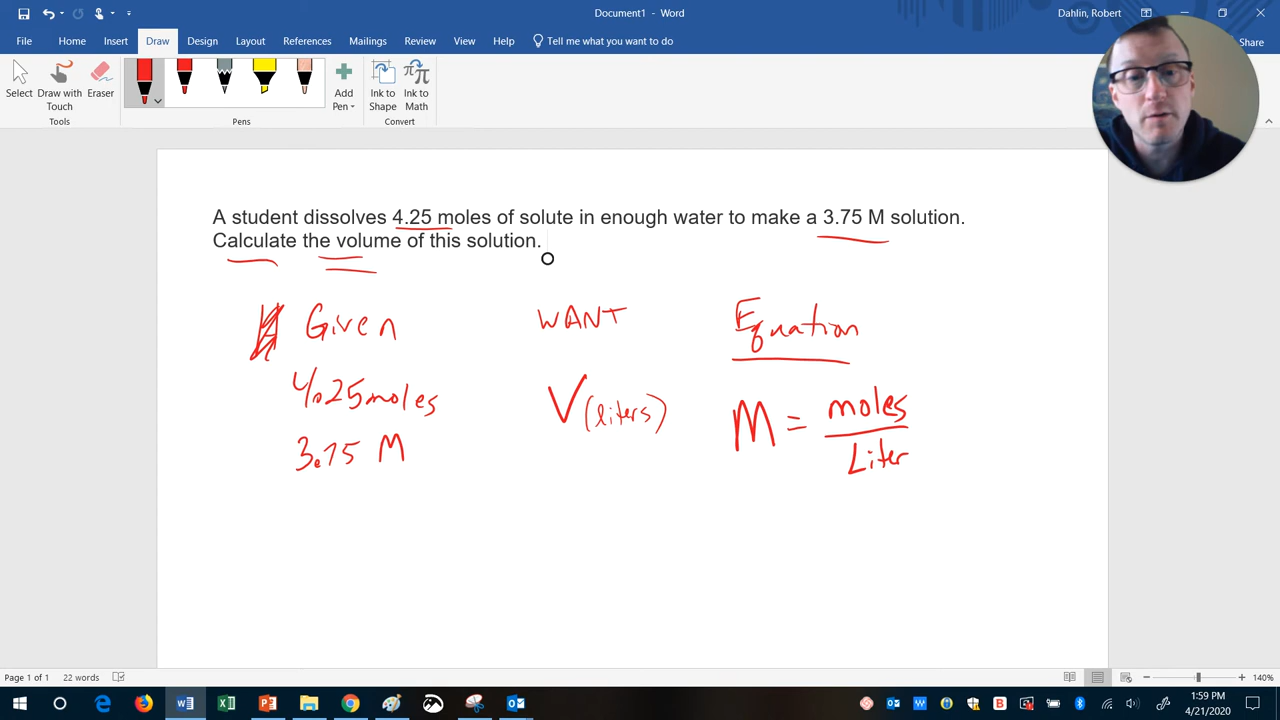 Document1 - Word
Dahlin, Robert
File Home Insert Draw Design Layout References Mailings Review View Help Tell me what you want to do Share
Select Draw with Touch Eraser Add Pen Ink to Shape Ink to Math
Tools Pens Convert
A student dissolves 4.25 moles of solute in enough water to make a 3.75 M solution.
Calculate the volume of this solution.
Given WANT Equation
4.25 moles V (liters) M = moles / Liter
3.75 M
Page 1 of 1 22 words 140%
1:59 PM
4/21/2020